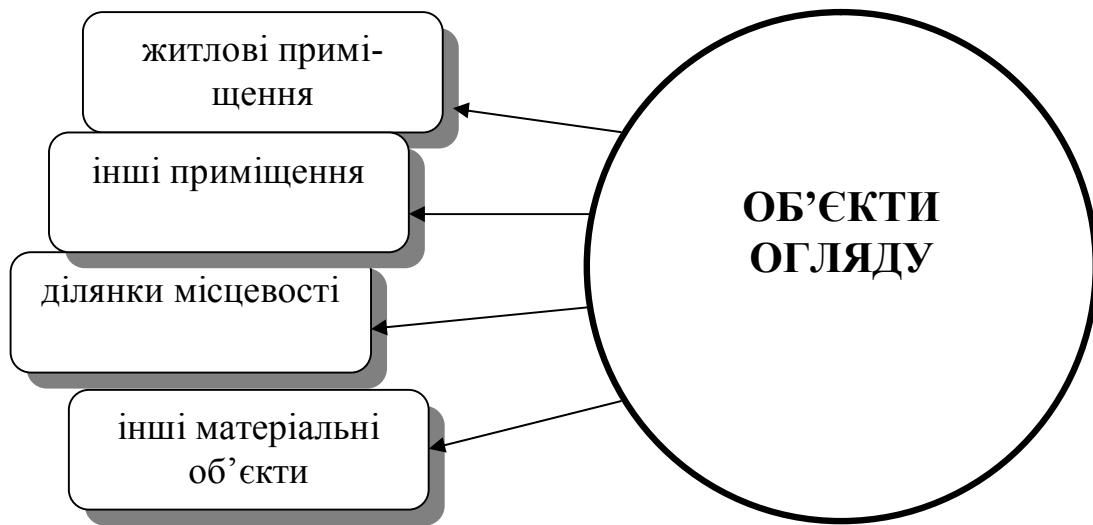 житлові примі-
щення
інші приміщення
ділянки місцевості
інші матеріальні
об’єкти
ОБ’ЄКТИ
ОГЛЯДУ